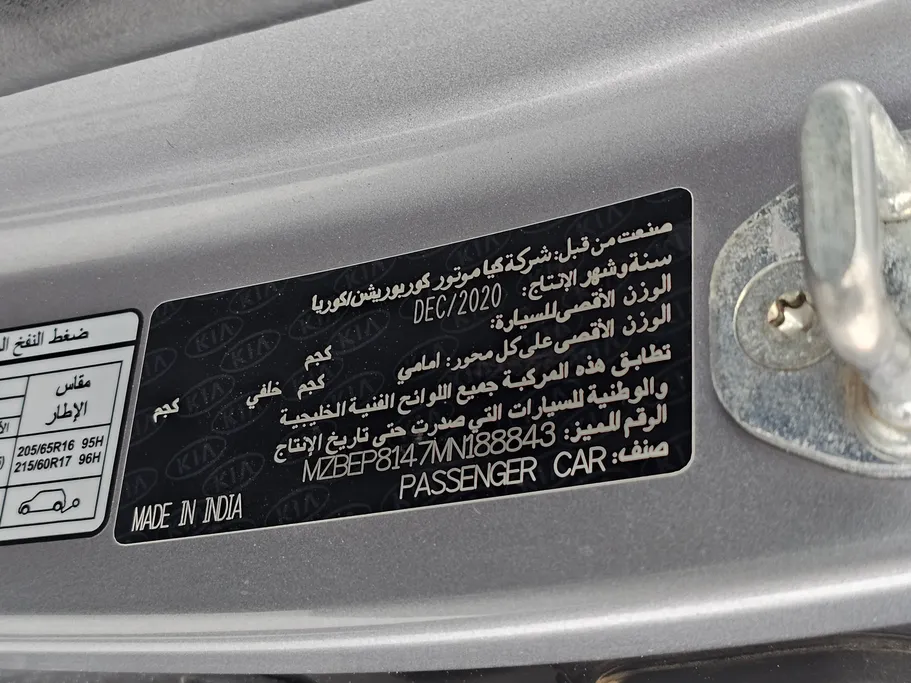 صنعت من قبل: شركة كيا موتور كوربوريشن/كوريا
سنة وشهر الإنتاج: DEC/2020
الوزن الأقصى للسيارة: كجم
الوزن الأقصى على كل محور: امامي كجم خلفي كجم
تطابق هذه المركبة جميع اللوائح الفنية الخليجية
والوطنية للسيارات التي صدرت حتى تاريخ الإنتاج
الرقم المميز: MZBEP8147MN188843
صنف: PASSENGER CAR
MADE IN INDIA
ضغط النفخ
مقاس
الإطار
205/65R16 95H
215/60R17 96H